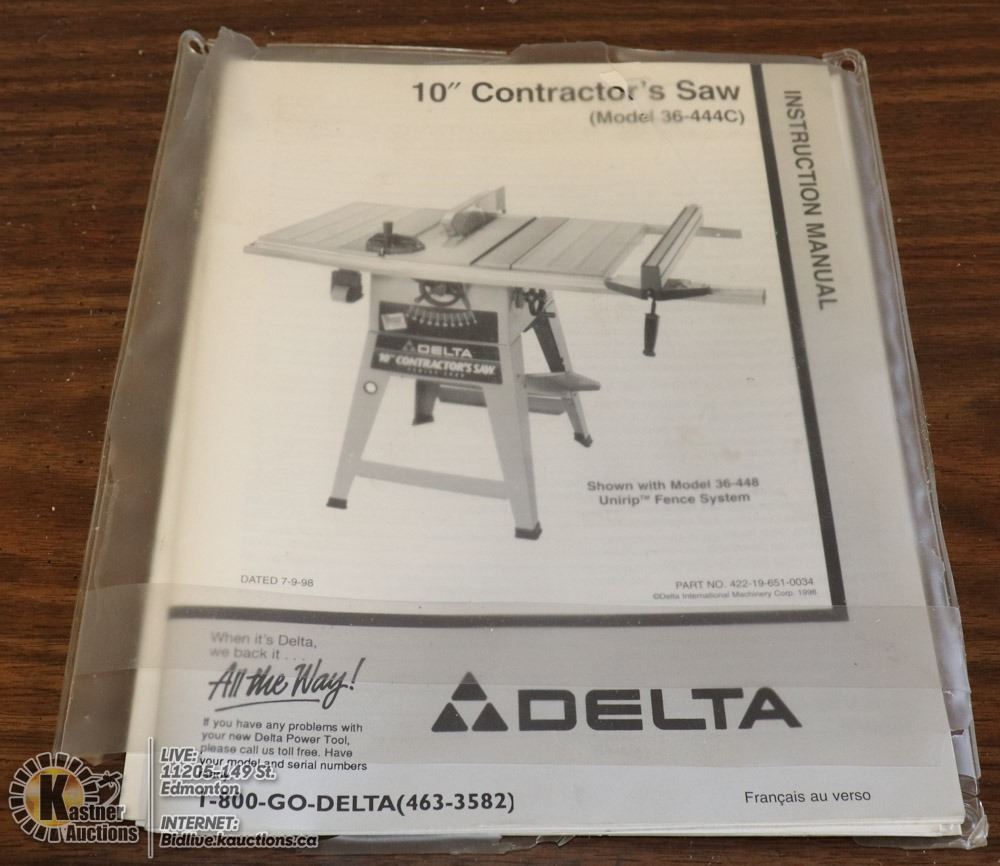 10" Contractor's Saw
(Model 36-444C)
INSTRUCTION MANUAL
DELTA
10" CONTRACTOR'S SAW
Shown with Model 36-448
Unirip™ Fence System
DATED 7-9-98
PART NO. 422-19-651-0034
©Delta International Machinery Corp. 1998
When it's Delta,
we back it . . .
All the Way!
DELTA
If you have any problems with
your new Delta Power Tool,
please call us toll free. Have
your model and serial numbers
1-800-GO-DELTA(463-3582)
Français au verso
Kastner
Auctions
LIVE:
11205-149 St.
Edmonton
INTERNET:
Bidlive.kauctions.ca